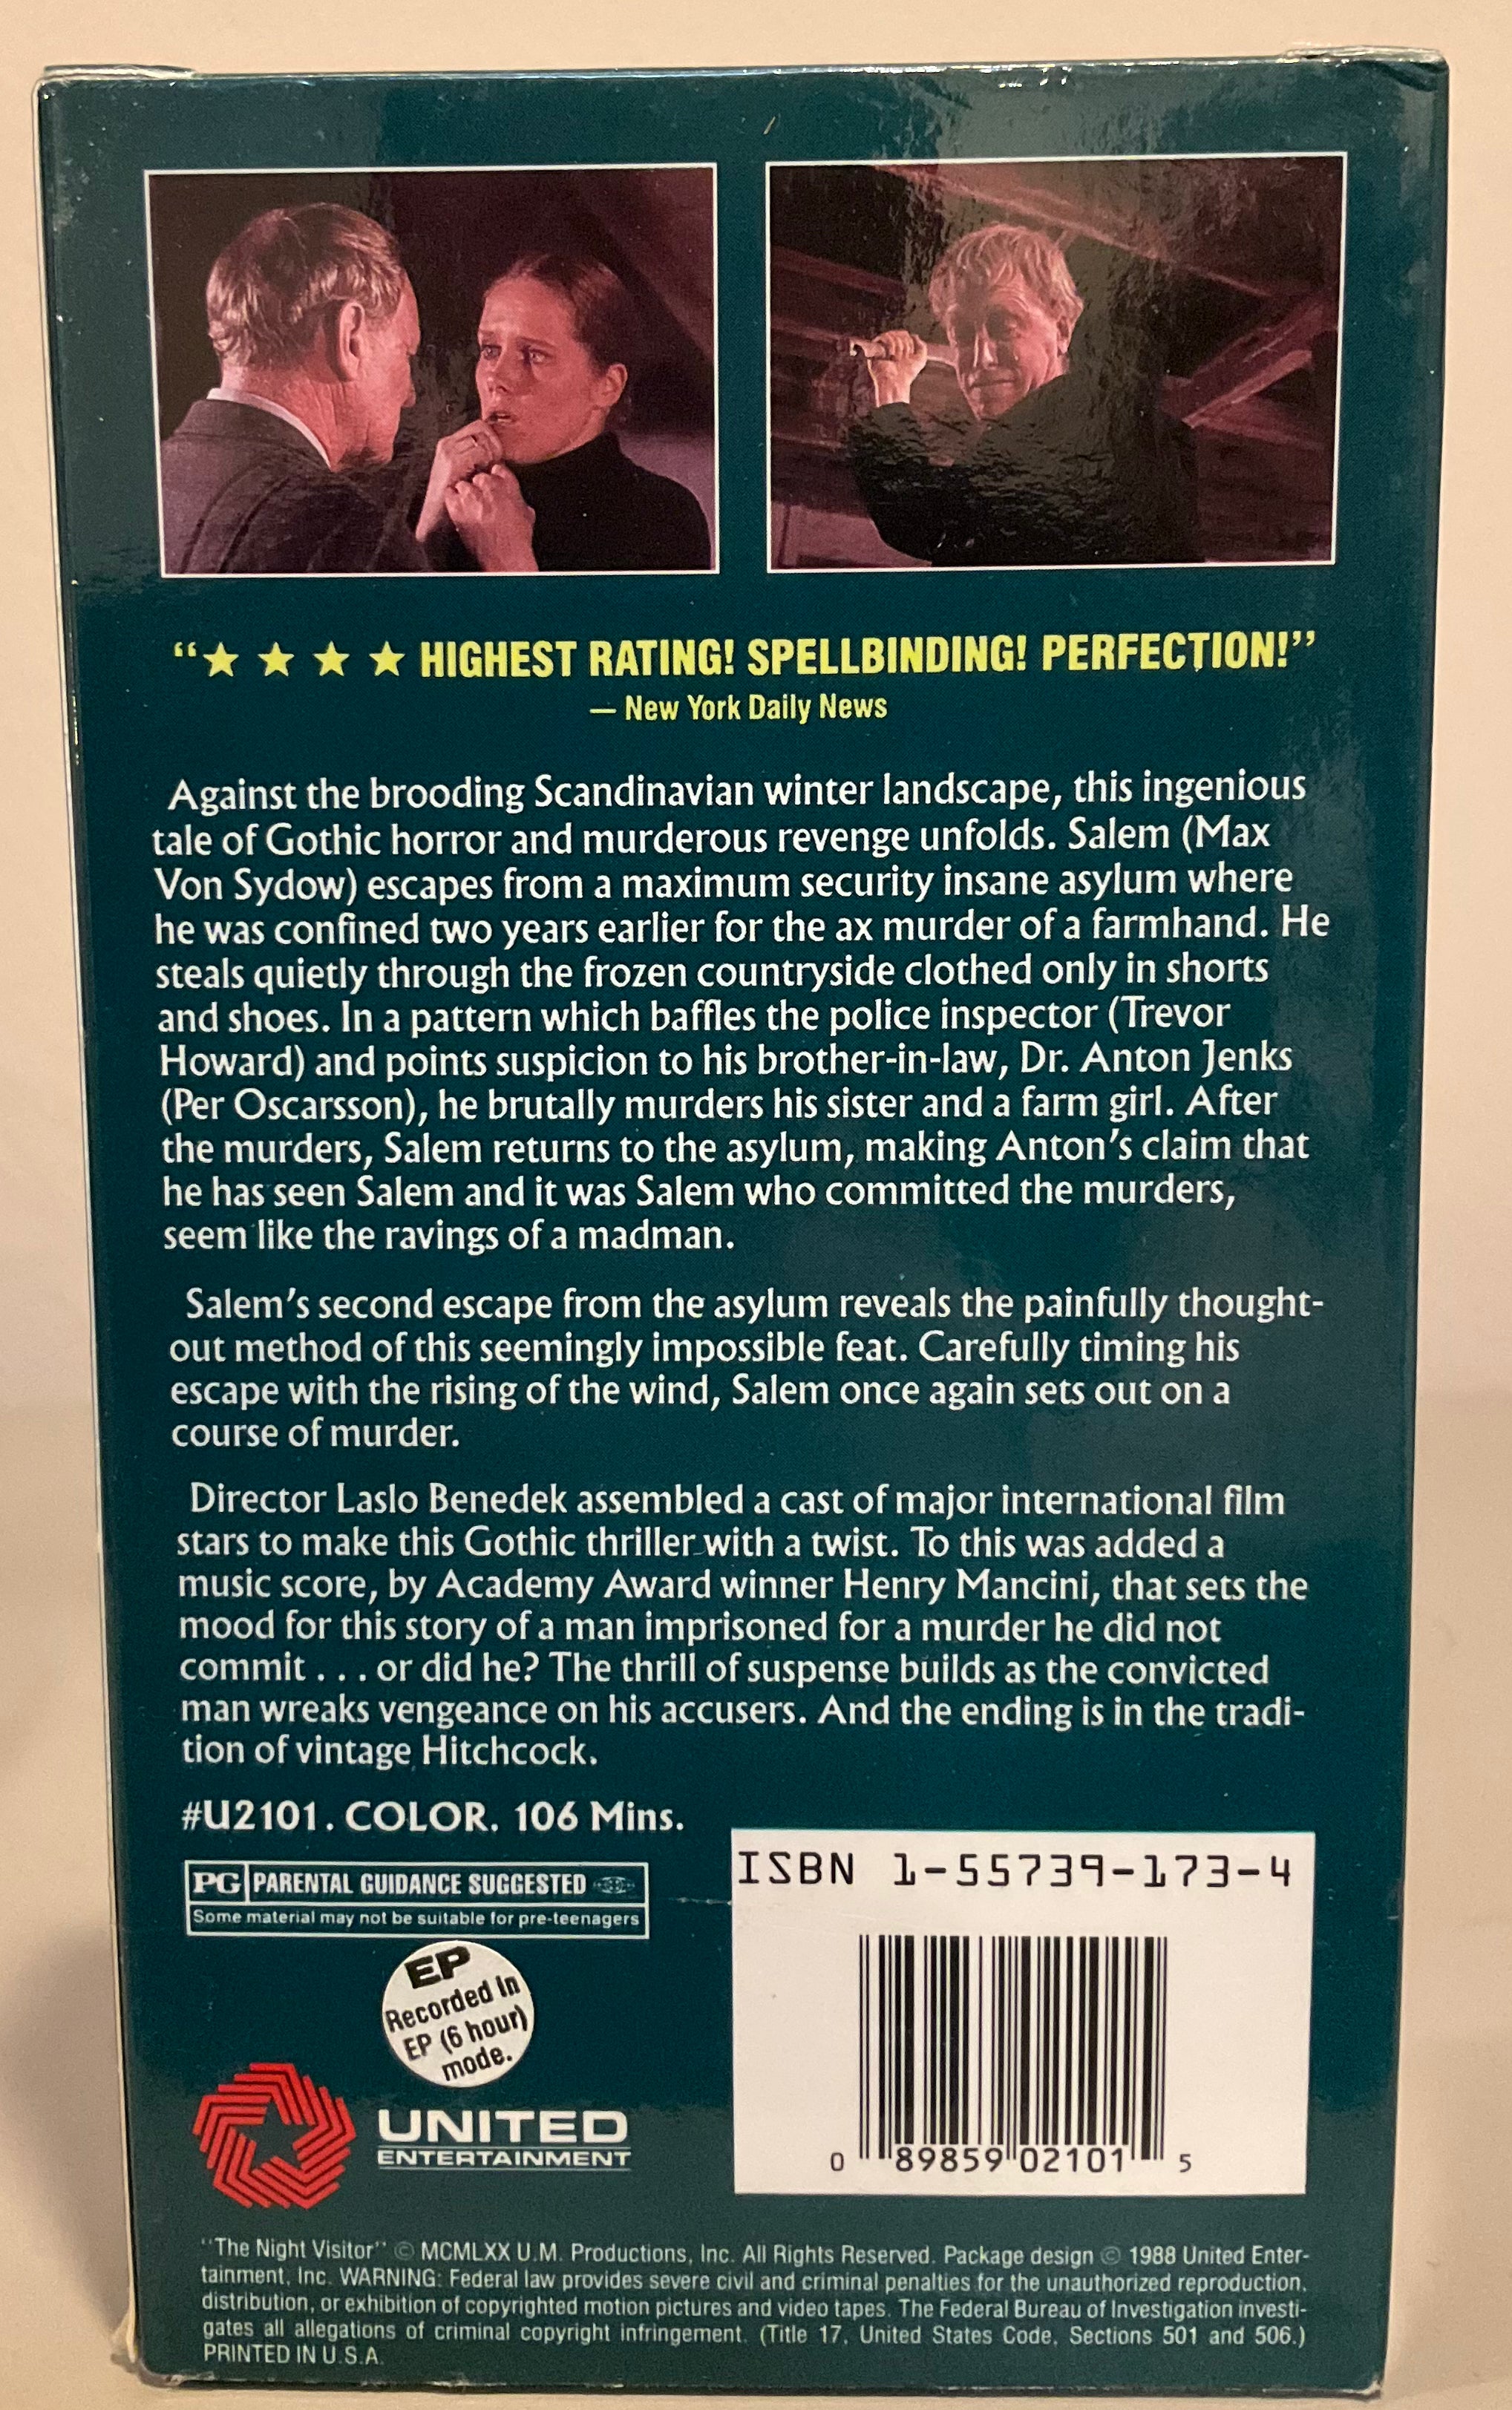 “★ ★ ★ ★ HIGHEST RATING! SPELLBINDING! PERFECTION!”
— New York Daily News
Against the brooding Scandinavian winter landscape, this ingenious
tale of Gothic horror and murderous revenge unfolds. Salem (Max
Von Sydow) escapes from a maximum security insane asylum where
he was confined two years earlier for the ax murder of a farmhand. He
steals quietly through the frozen countryside clothed only in shorts
and shoes. In a pattern which baffles the police inspector (Trevor
Howard) and points suspicion to his brother-in-law, Dr. Anton Jenks
(Per Oscarsson), he brutally murders his sister and a farm girl. After
the murders, Salem returns to the asylum, making Anton’s claim that
he has seen Salem and it was Salem who committed the murders,
seem like the ravings of a madman.
Salem’s second escape from the asylum reveals the painfully thought-
out method of this seemingly impossible feat. Carefully timing his
escape with the rising of the wind, Salem once again sets out on a
course of murder.
Director Laslo Benedek assembled a cast of major international film
stars to make this Gothic thriller with a twist. To this was added a
music score, by Academy Award winner Henry Mancini, that sets the
mood for this story of a man imprisoned for a murder he did not
commit . . . or did he? The thrill of suspense builds as the convicted
man wreaks vengeance on his accusers. And the ending is in the tradi-
tion of vintage Hitchcock.
#U2101. COLOR. 106 Mins.
PG PARENTAL GUIDANCE SUGGESTED
Some material may not be suitable for pre-teenagers
ISBN 1-55739-173-4
EP
Recorded In
EP (6 hour)
mode.
UNITED
ENTERTAINMENT
0 89859 02101 5
"The Night Visitor" © MCMLXX U.M. Productions, Inc. All Rights Reserved. Package design © 1988 United Enter-
tainment, Inc. WARNING: Federal law provides severe civil and criminal penalties for the unauthorized reproduction,
distribution, or exhibition of copyrighted motion pictures and video tapes. The Federal Bureau of Investigation investi-
gates all allegations of criminal copyright infringement. (Title 17, United States Code, Sections 501 and 506.)
PRINTED IN U.S.A.